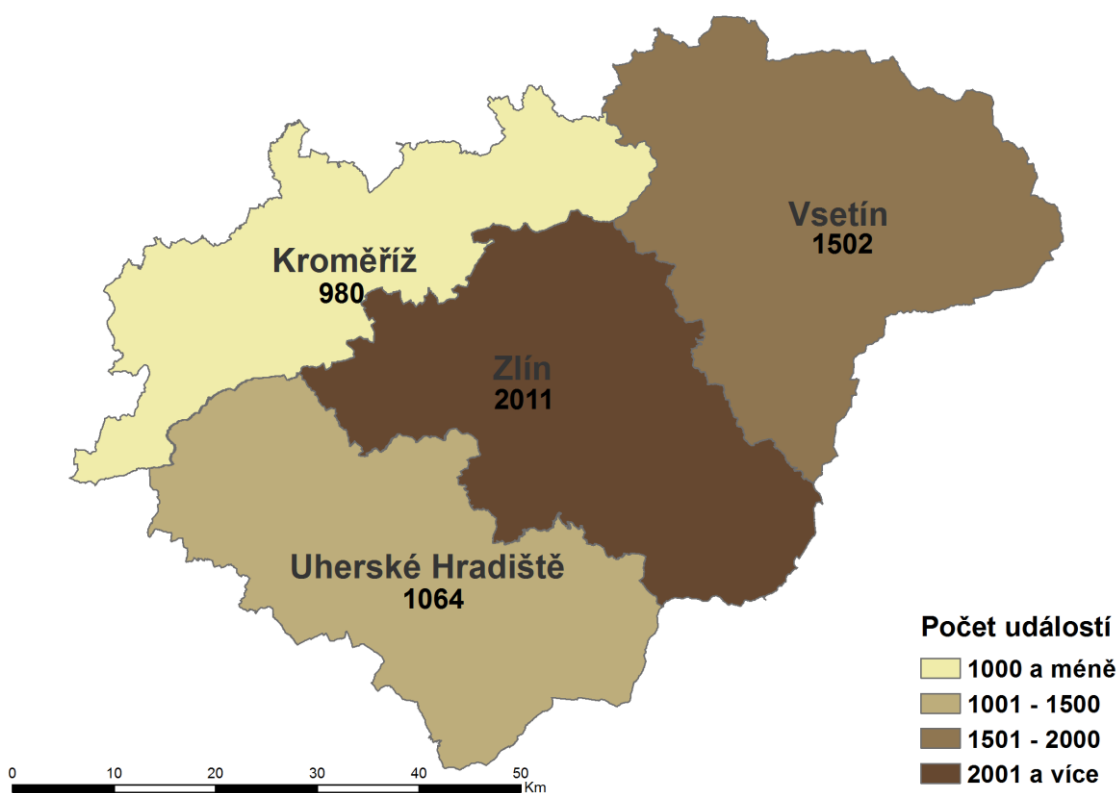 Vsetín
1502
Kroměříž
980
Zlín
2011
Uherské Hradiště
1064
Počet událostí
1000 a méně
1001 - 1500
1501 - 2000
2001 a více
0 10 20 30 40 50
Km